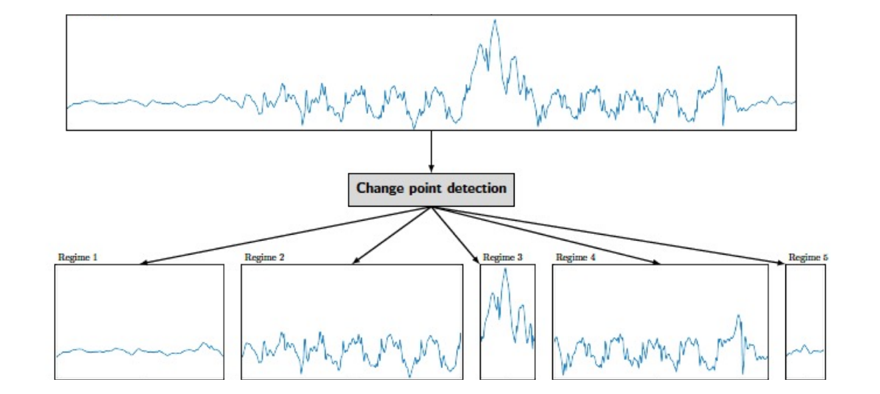 Change point detection
Regime 1
Regime 2
Regime 3
Regime 4
Regime 5